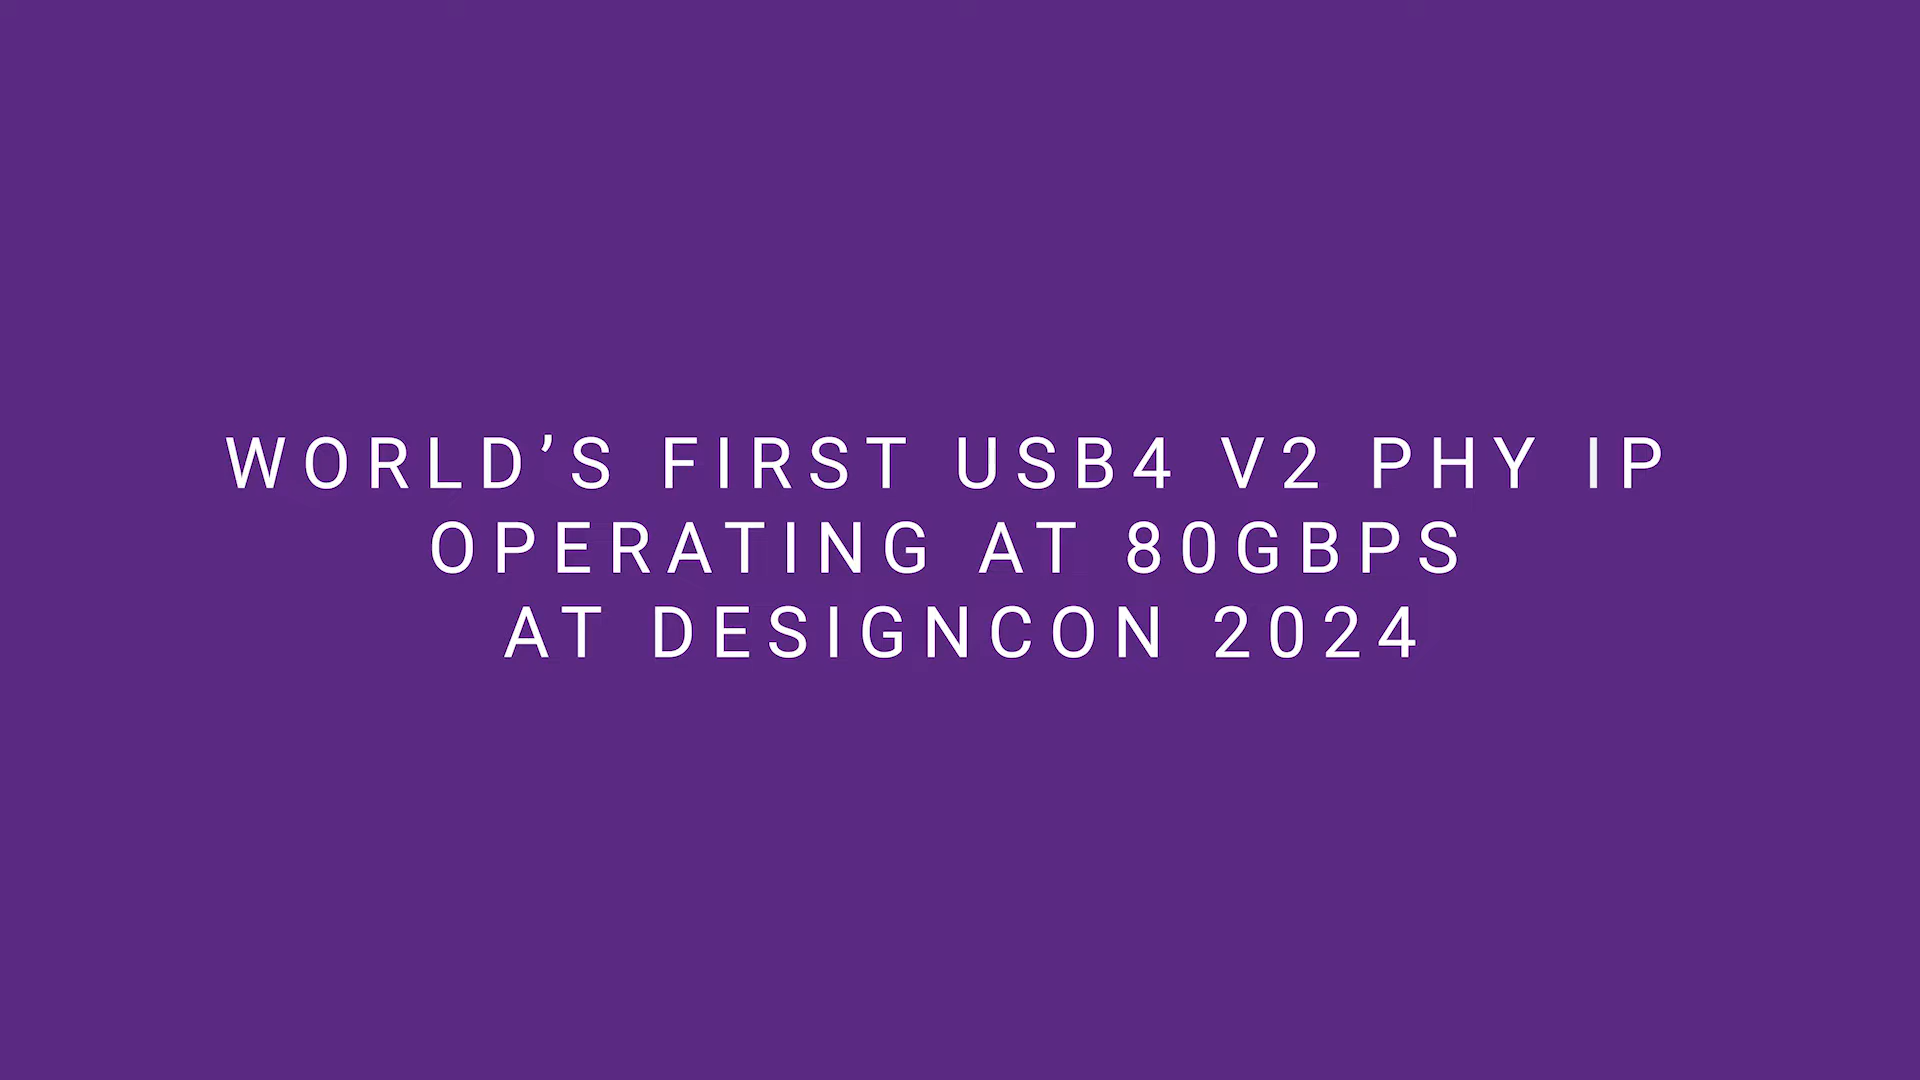 WORLD’S FIRST USB4 V2 PHY IP
OPERATING AT 80GBPS
AT DESIGNCON 2024